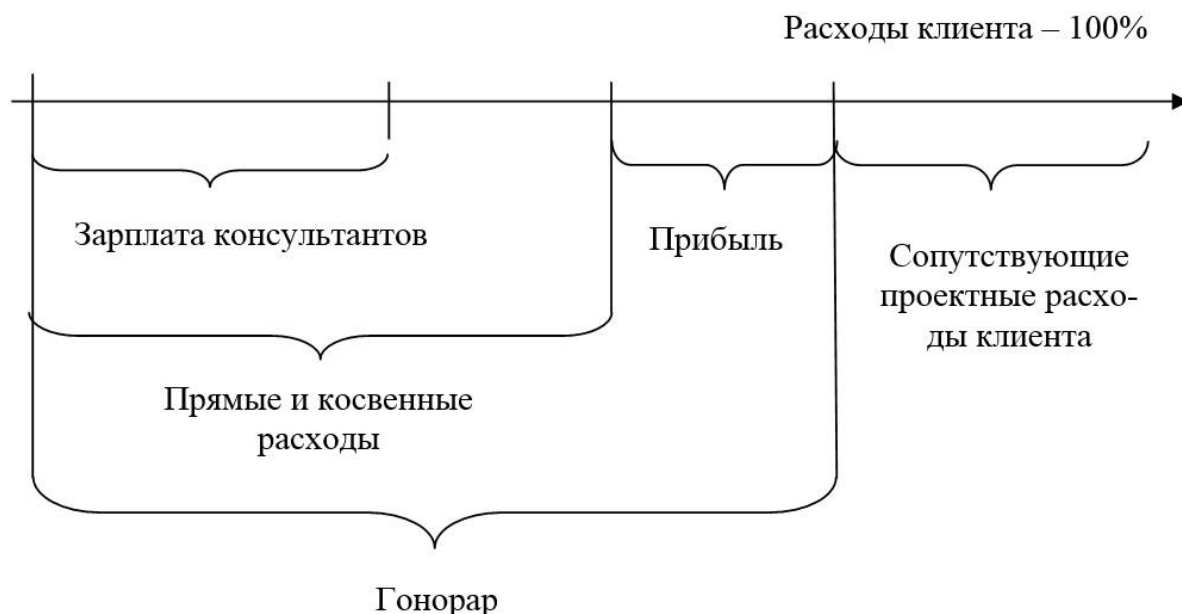 Расходы клиента – 100%
Зарплата консультантов
Прибыль
Сопутствующие
проектные расхо-
ды клиента
Прямые и косвенные
расходы
Гонорар